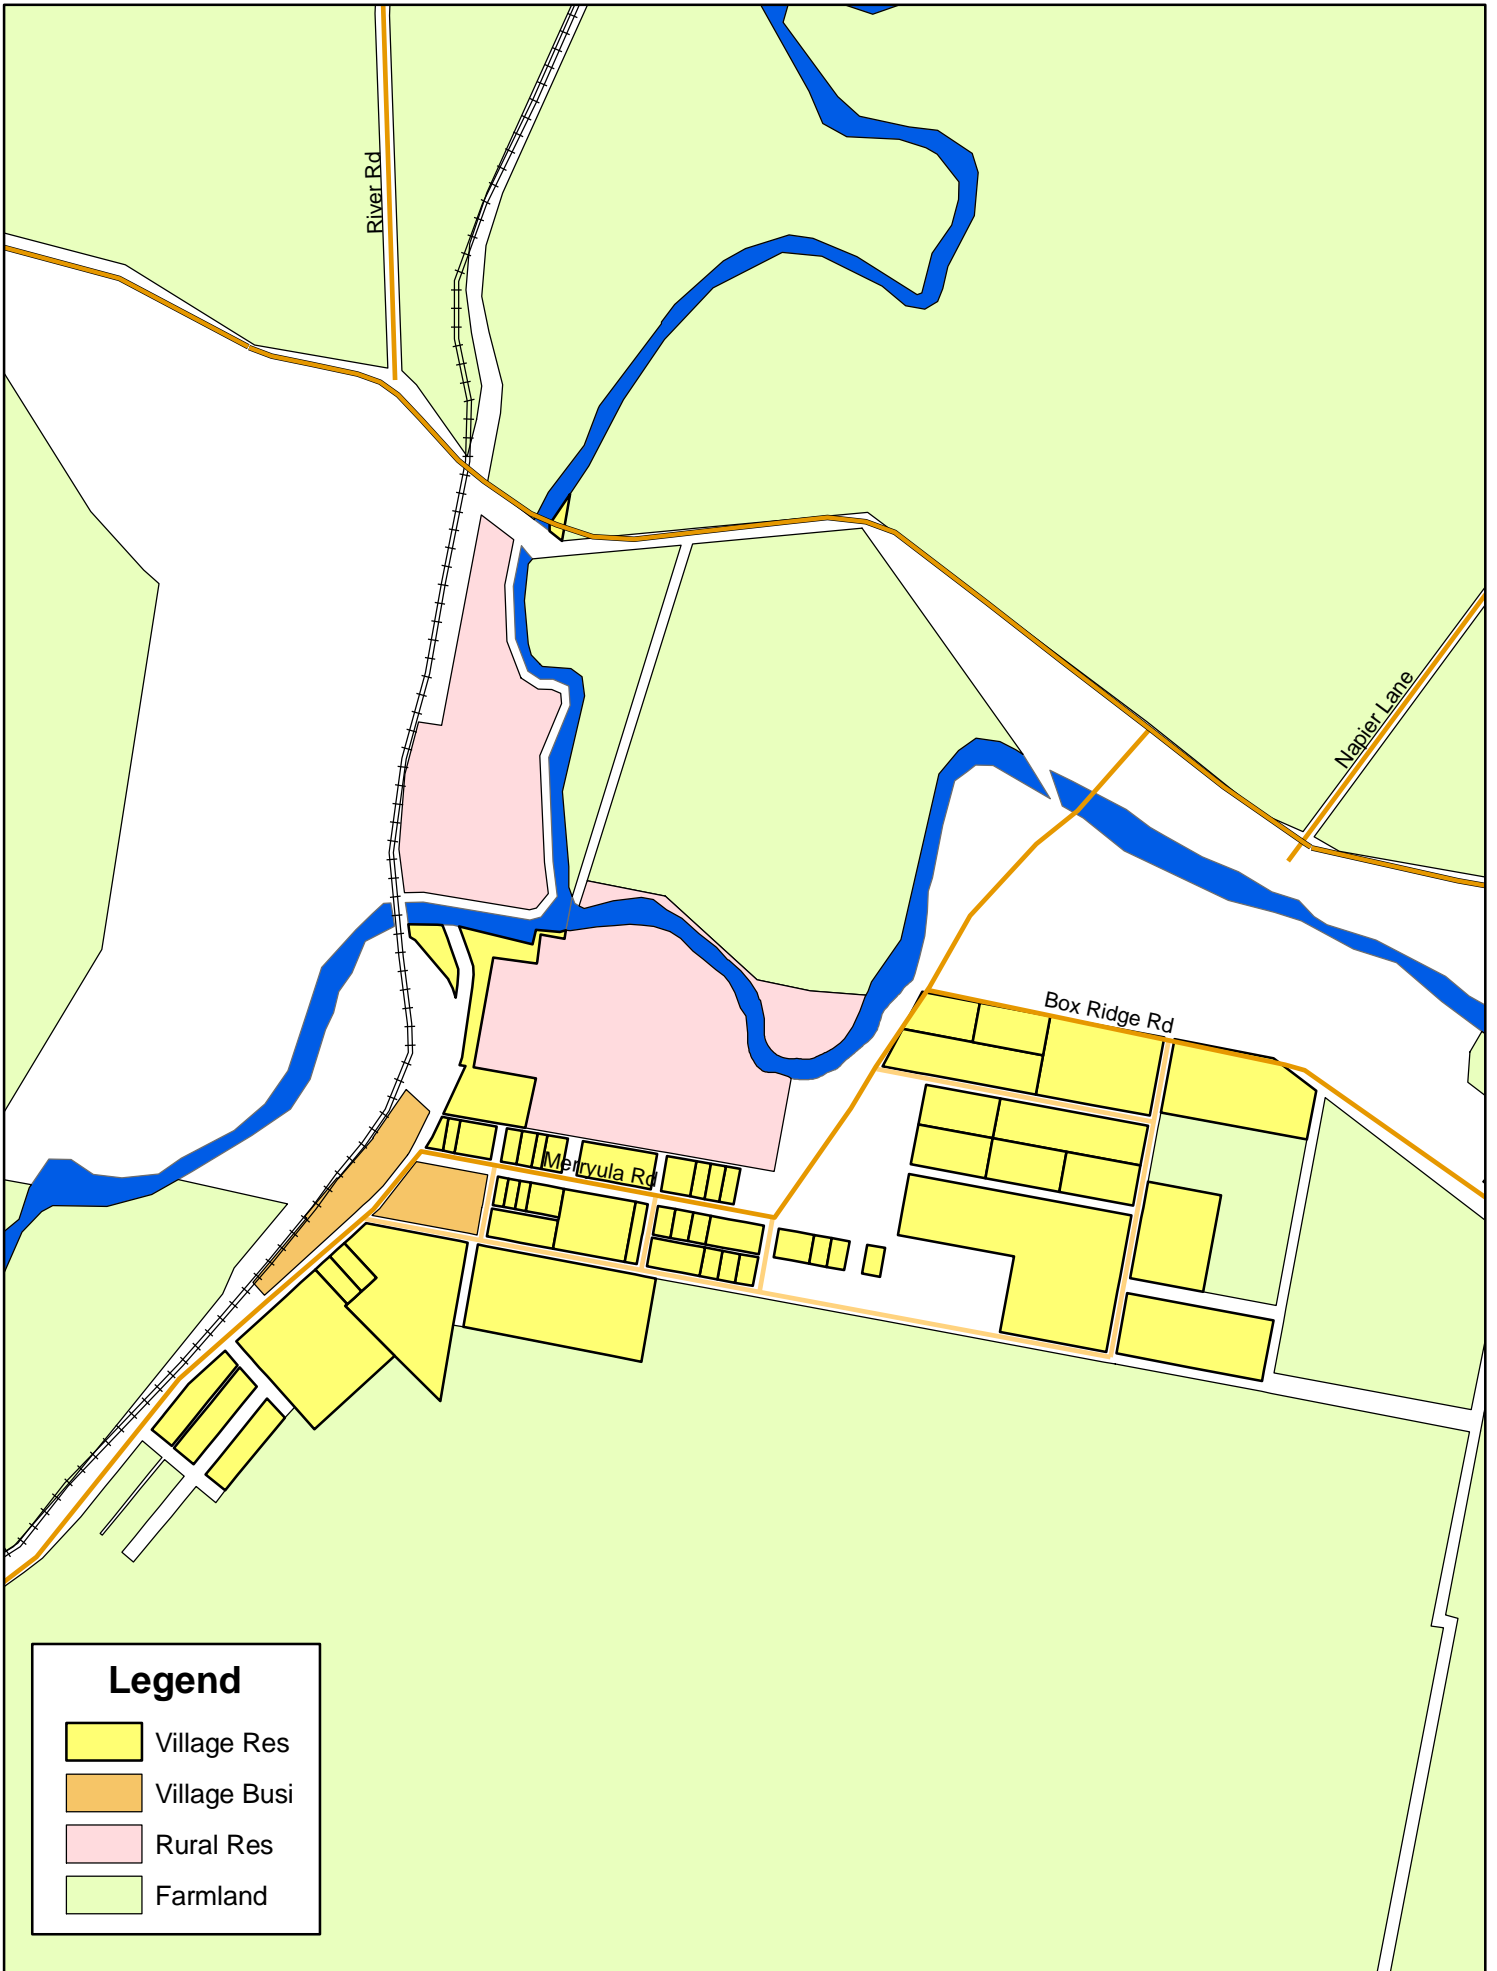 River Rd
Napier Lane
Box Ridge Rd
Merryula Rd
Legend
Village Res
Village Busi
Rural Res
Farmland